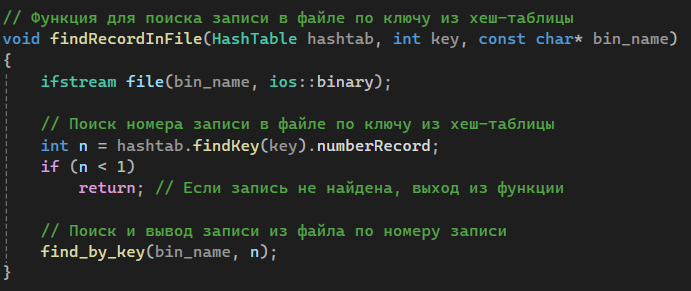 // Функция для поиска записи в файле по ключу из хеш-таблицы
void findRecordInFile(HashTable hashtab, int key, const char* bin_name)
{
    ifstream file(bin_name, ios::binary);

    // Поиск номера записи в файле по ключу из хеш-таблицы
    int n = hashtab.findKey(key).numberRecord;
    if (n < 1)
        return; // Если запись не найдена, выход из функции

    // Поиск и вывод записи из файла по номеру записи
    find_by_key(bin_name, n);
}